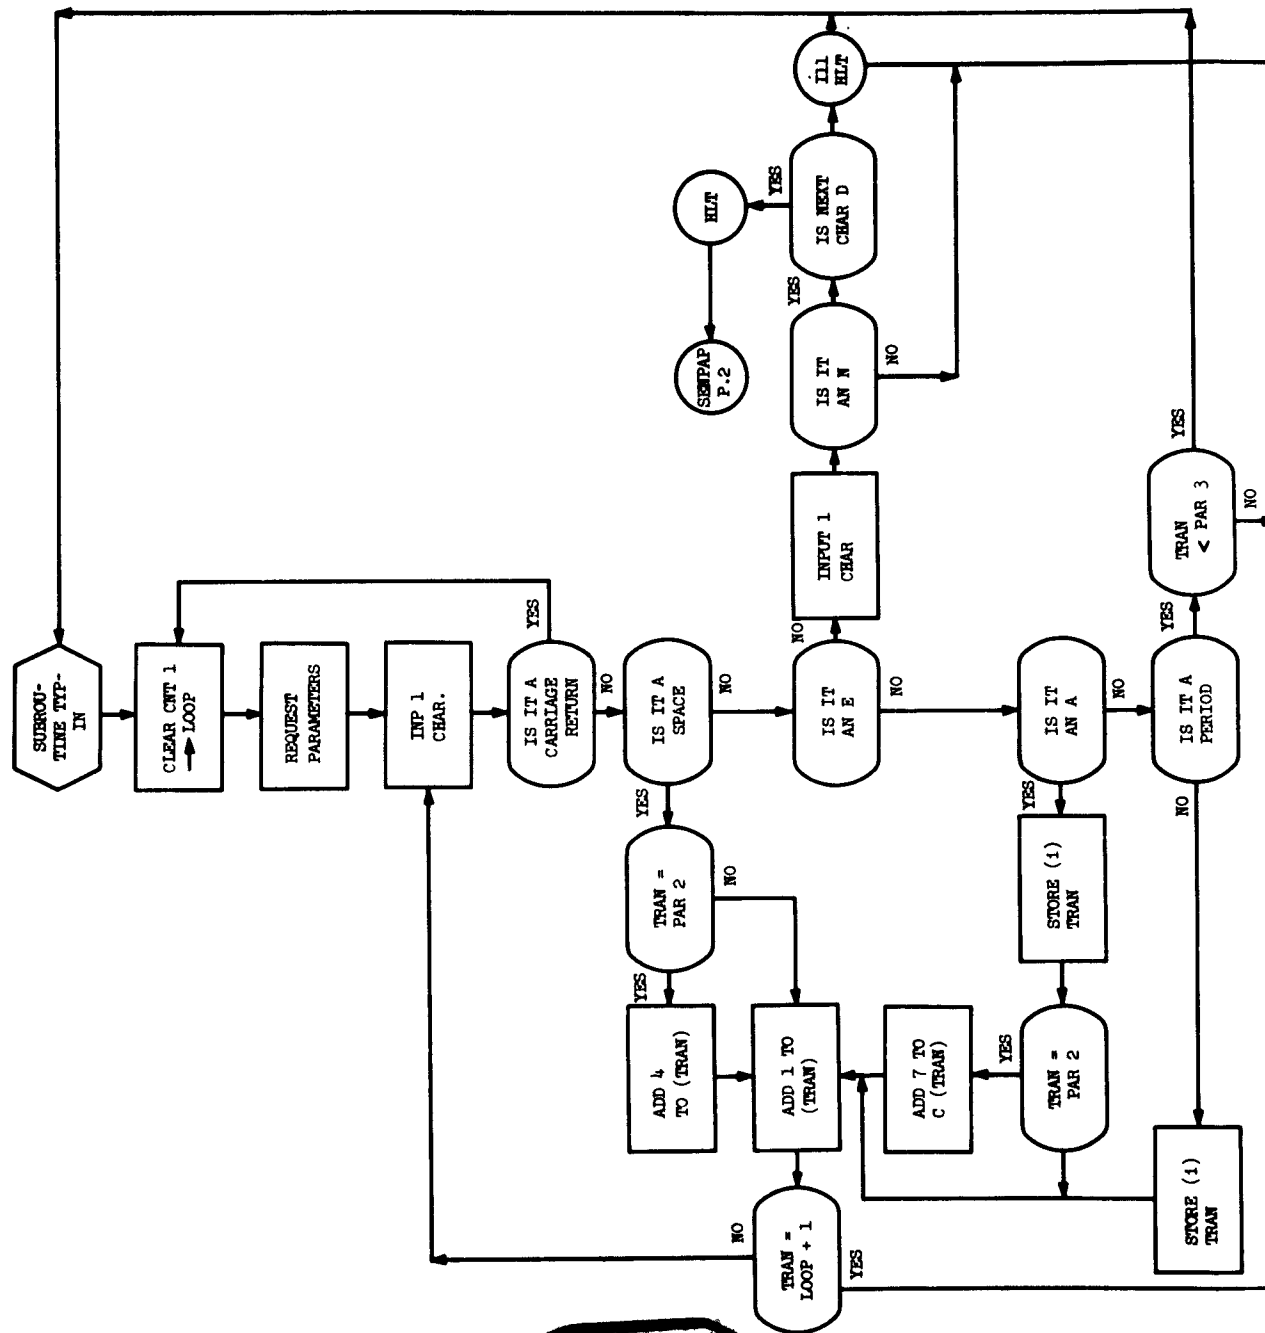 SUBROU-
TINE TYP-
IN
CLEAR CNT 1
→ LOOP
REQUEST
PARAMETERS
INP 1
CHAR.
IS IT A
CARRIAGE
RETURN
YES
NO
IS IT A
SPACE
YES
NO
TRAN =
PAR 2
YES
NO
ADD 4
TO (TRAN)
ADD 1 TO
(TRAN)
TRAN =
LOOP + 1
NO
YES
IS IT
AN E
NO
NO
INPUT 1
CHAR
IS IT
AN N
YES
NO
IS NEXT
CHAR D
YES
HLT
SENPAP
P.2
Ill
HLT
IS IT
AN A
YES
NO
STORE (i)
TRAN
TRAN =
PAR 2
YES
ADD 7 TO
C (TRAN)
IS IT A
PERIOD
YES
NO
TRAN
< PAR 3
YES
NO
STORE (i)
TRAN